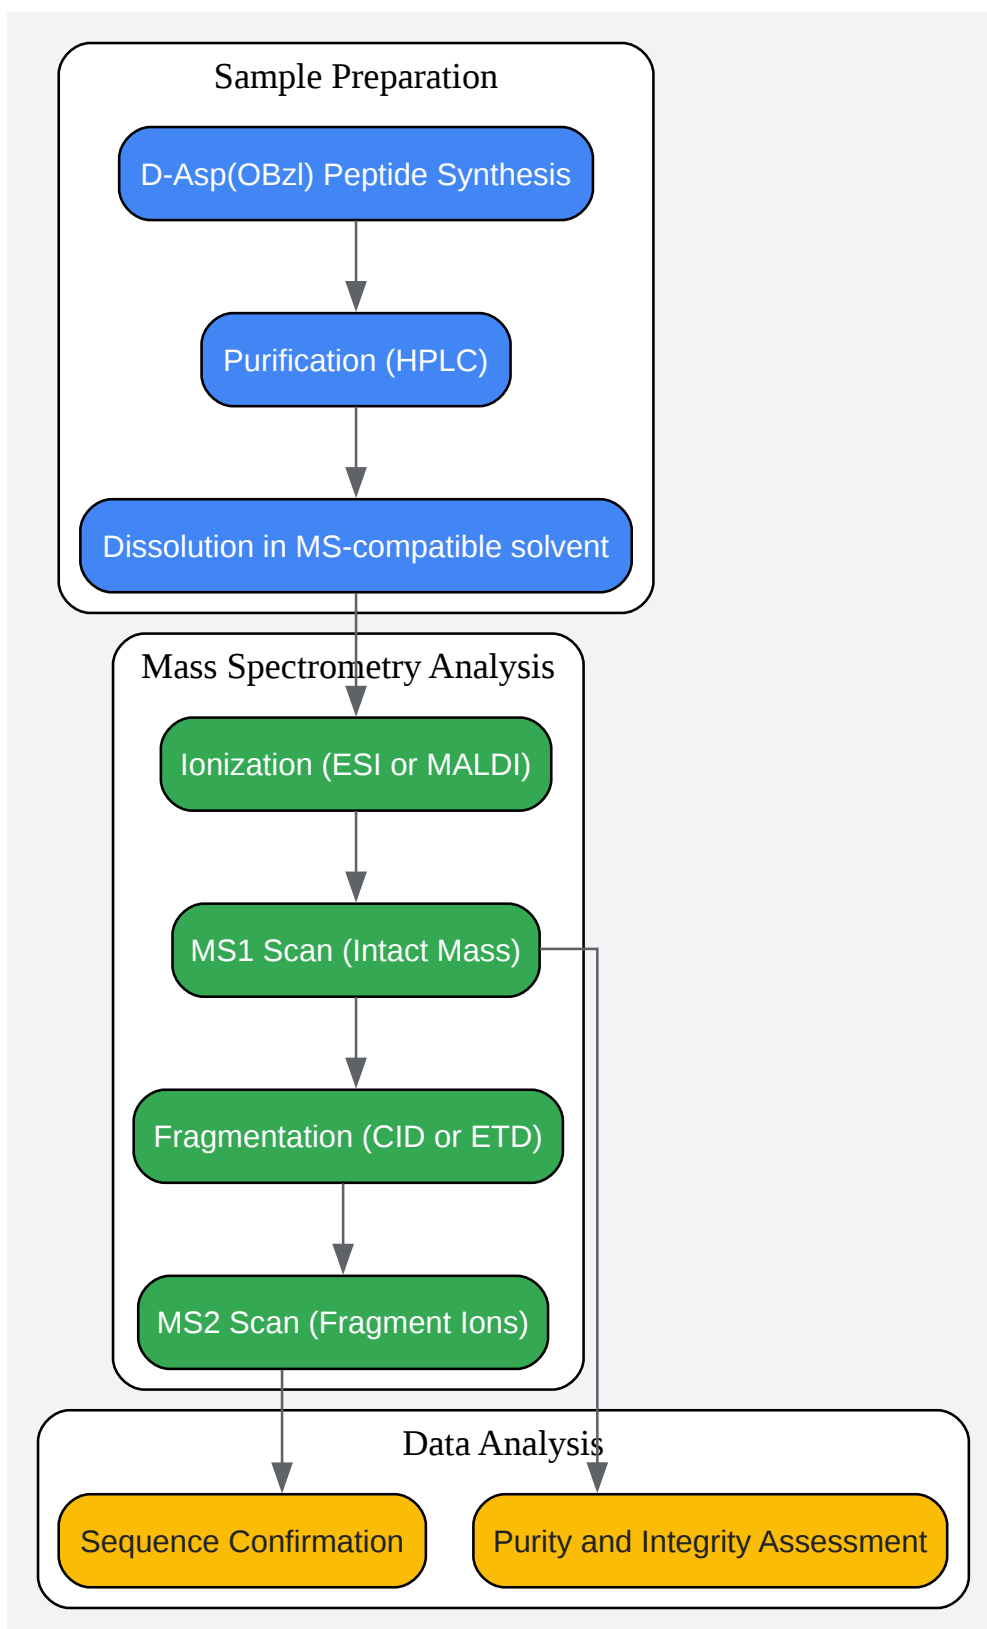 Sample Preparation
D-Asp(OBzl) Peptide Synthesis
Purification (HPLC)
Dissolution in MS-compatible solvent
Mass Spectrometry Analysis
Ionization (ESI or MALDI)
MS1 Scan (Intact Mass)
Fragmentation (CID or ETD)
MS2 Scan (Fragment Ions)
Data Analysis
Sequence Confirmation
Purity and Integrity Assessment